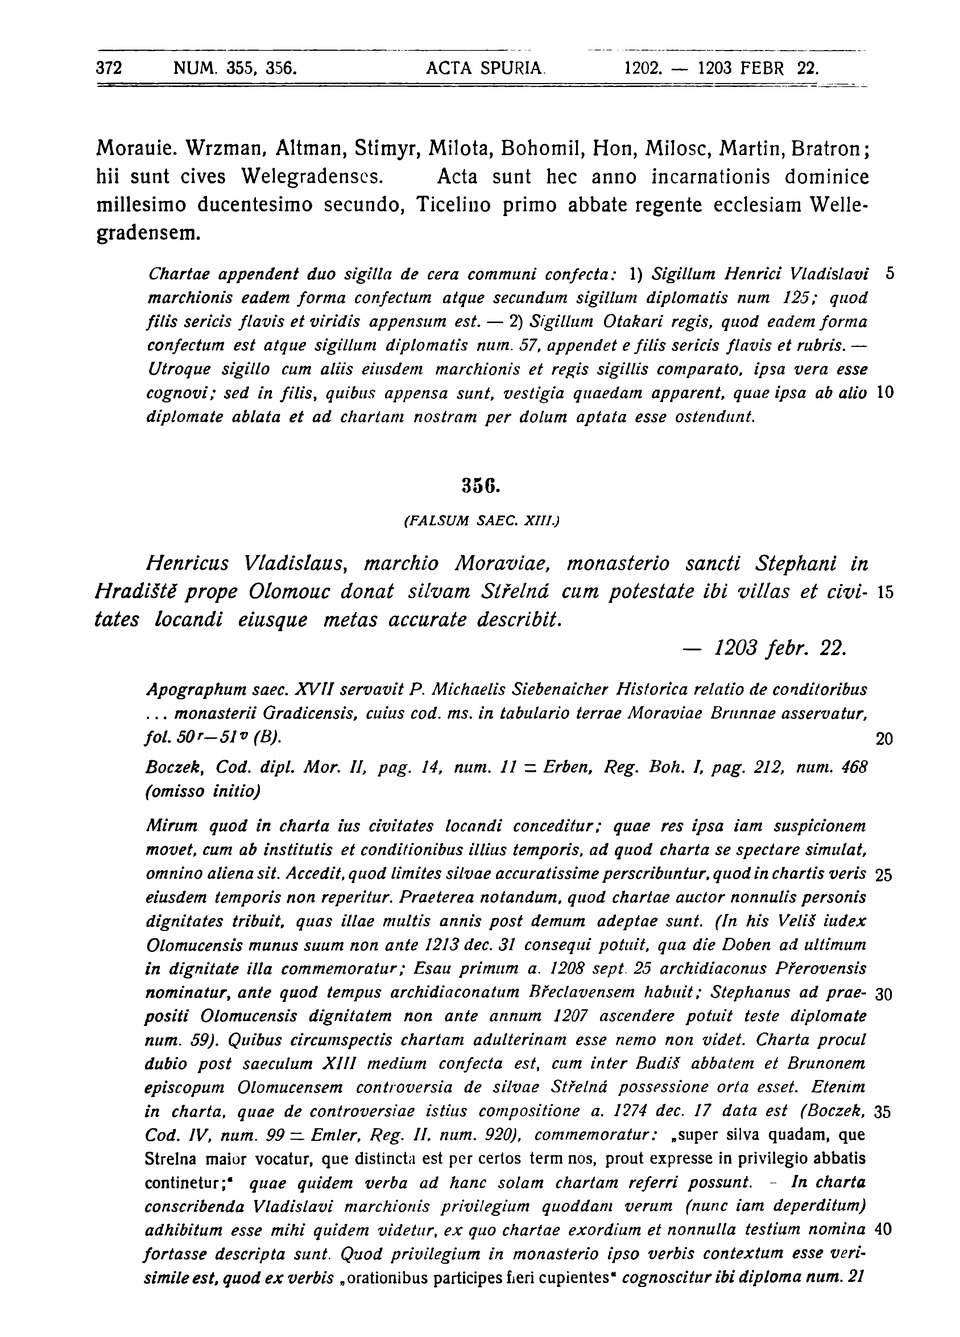 372 NUM. 355, 356. ACTA SPURIA. 1202. — 1203 FEBR 22.
Morauie. Wrzman, Altman, Stimyr, Milota, Bohomil, Hon, Milosc, Martin, Bratron;
hii sunt cives Welegradenses. Acta sunt hec anno incarnationis dominice
millesimo ducentesimo secundo, Ticelino primo abbate regente ecclesiam Welle-
gradensem.
Chartae appendent duo sigilla de cera communi confecta: 1) Sigillum Henrici Vladislavi 5
marchionis eadem forma confectum atque secundum sigillum diplomatis num 125; quod
filis sericis flavis et viridis appensum est. — 2) Sigillum Otakari regis, quod eadem forma
confectum est atque sigillum diplomatis num. 57, appendet e filis sericis flavis et rubris. —
Utroque sigillo cum aliis eiusdem marchionis et regis sigillis comparato, ipsa vera esse
cognovi; sed in filis, quibus appensa sunt, vestigia quaedam apparent, quae ipsa ab alio 10
diplomate ablata et ad chartam nostram per dolum aptata esse ostendunt.
356.
(FALSUM SAEC. XIII.)
Henricus Vladislaus, marchio Moraviae, monasterio sancti Stephani in
Hradiště prope Olomouc donat silvam Střelná cum potestate ibi villas et civi- 15
tates locandi eiusque metas accurate describit.
— 1203 febr. 22.
Apographum saec. XVII servavit P. Michaelis Siebenaicher Historica relatio de conditoribus
... monasterii Gradicensis, cuius cod. ms. in tabulario terrae Moraviae Brunnae asservatur,
fol. 50r—51v (B). 20
Boczek, Cod. dipl. Mor. II, pag. 14, num. 11 = Erben, Reg. Boh. I, pag. 212, num. 468
(omisso initio)
Mirum quod in charta ius civitates locandi conceditur; quae res ipsa iam suspicionem
movet, cum ab institutis et conditionibus illius temporis, ad quod charta se spectare simulat,
omnino aliena sit. Accedit, quod limites silvae accuratissime perscribuntur, quod in chartis veris 25
eiusdem temporis non reperitur. Praeterea notandum, quod chartae auctor nonnulis personis
dignitates tribuit, quas illae multis annis post demum adeptae sunt. (In his Veliš iudex
Olomucensis munus suum non ante 1213 dec. 31 consequi potuit, qua die Doben ad ultimum
in dignitate illa commemoratur; Esau primum a. 1208 sept. 25 archidiaconus Přerovensis
nominatur, ante quod tempus archidiaconatum Břeclavensem habuit; Stephanus ad prae- 30
positi Olomucensis dignitatem non ante annum 1207 ascendere potuit teste diplomate
num. 59). Quibus circumspectis chartam adulterinam esse nemo non videt. Charta procul
dubio post saeculum XIII medium confecta est, cum inter Budiš abbatem et Brunonem
episcopum Olomucensem controversia de silvae Střelná possessione orta esset. Etenim
in charta, quae de controversiae istius compositione a. 1274 dec. 17 data est (Boczek, 35
Cod. IV, num. 99 = Emler, Reg. II, num. 920), commemoratur: „super silva quadam, que
Strelna maior vocatur, que distincta est per certos term nos, prout expresse in privilegio abbatis
continetur;“ quae quidem verba ad hanc solam chartam referri possunt. - In charta
conscribenda Vladislavi marchionis privilegium quoddam verum (nunc iam deperditum)
adhibitum esse mihi quidem videtur, ex quo chartae exordium et nonnulla testium nomina 40
fortasse descripta sunt. Quod privilegium in monasterio ipso verbis contextum esse veri-
simile est, quod ex verbis „orationibus participes fieri cupientes“ cognoscitur ibi diploma num. 21